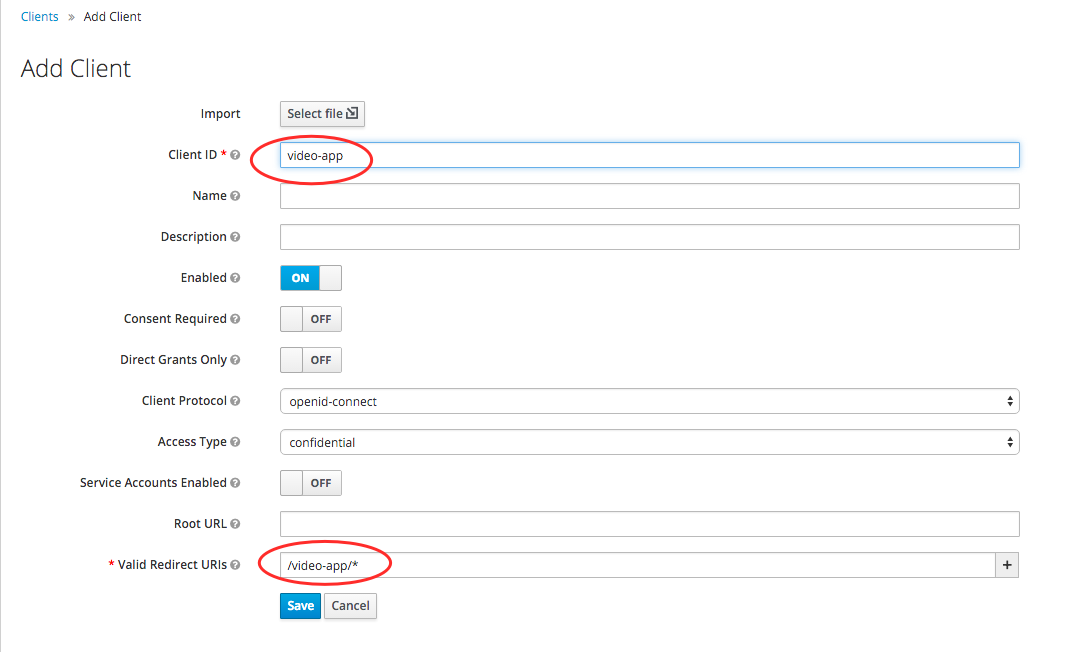 Clients » Add Client
Add Client
Import Select file
Client ID * video-app
Name
Description
Enabled ON
Consent Required OFF
Direct Grants Only OFF
Client Protocol openid-connect
Access Type confidential
Service Accounts Enabled OFF
Root URL
* Valid Redirect URIs /video-app/* +
Save Cancel